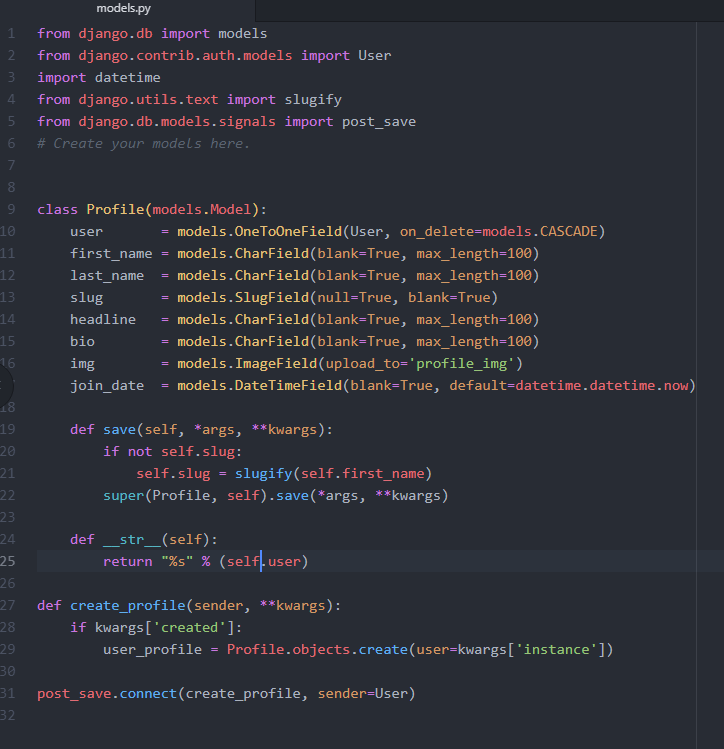 models.py
1 from django.db import models
2 from django.contrib.auth.models import User
3 import datetime
4 from django.utils.text import slugify
5 from django.db.models.signals import post_save
6 # Create your models here.
7
8
9 class Profile(models.Model):
10     user       = models.OneToOneField(User, on_delete=models.CASCADE)
11     first_name = models.CharField(blank=True, max_length=100)
12     last_name  = models.CharField(blank=True, max_length=100)
13     slug       = models.SlugField(null=True, blank=True)
14     headline   = models.CharField(blank=True, max_length=100)
15     bio        = models.CharField(blank=True, max_length=100)
16     img        = models.ImageField(upload_to='profile_img')
    join_date  = models.DateTimeField(blank=True, default=datetime.datetime.now)
18
19     def save(self, *args, **kwargs):
20         if not self.slug:
21             self.slug = slugify(self.first_name)
22         super(Profile, self).save(*args, **kwargs)
23
24     def __str__(self):
25         return "%s" % (self.user)
26
27 def create_profile(sender, **kwargs):
28     if kwargs['created']:
29         user_profile = Profile.objects.create(user=kwargs['instance'])
30
31 post_save.connect(create_profile, sender=User)
32